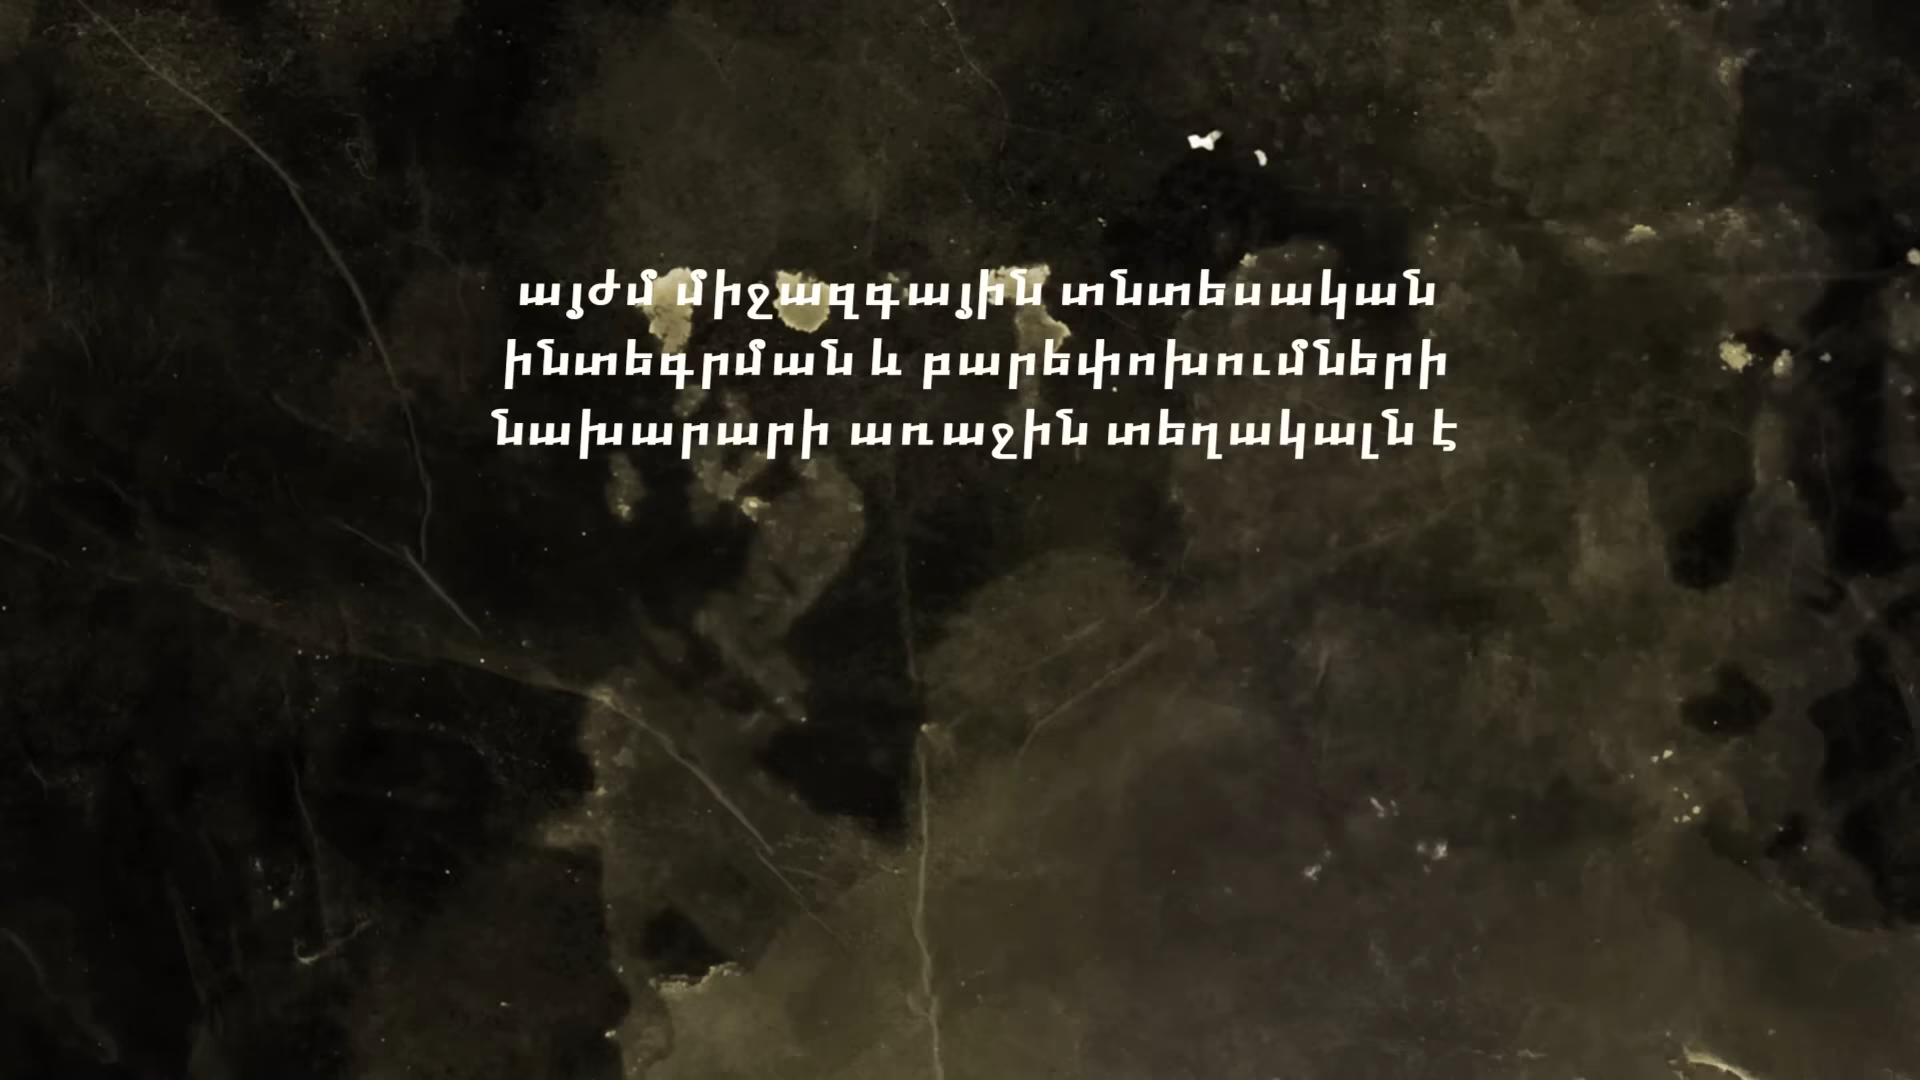 այժմ միջազգային տնտեսական
ինտեգրման և բարեփոխումների
նախարարի առաջին տեղակալն է